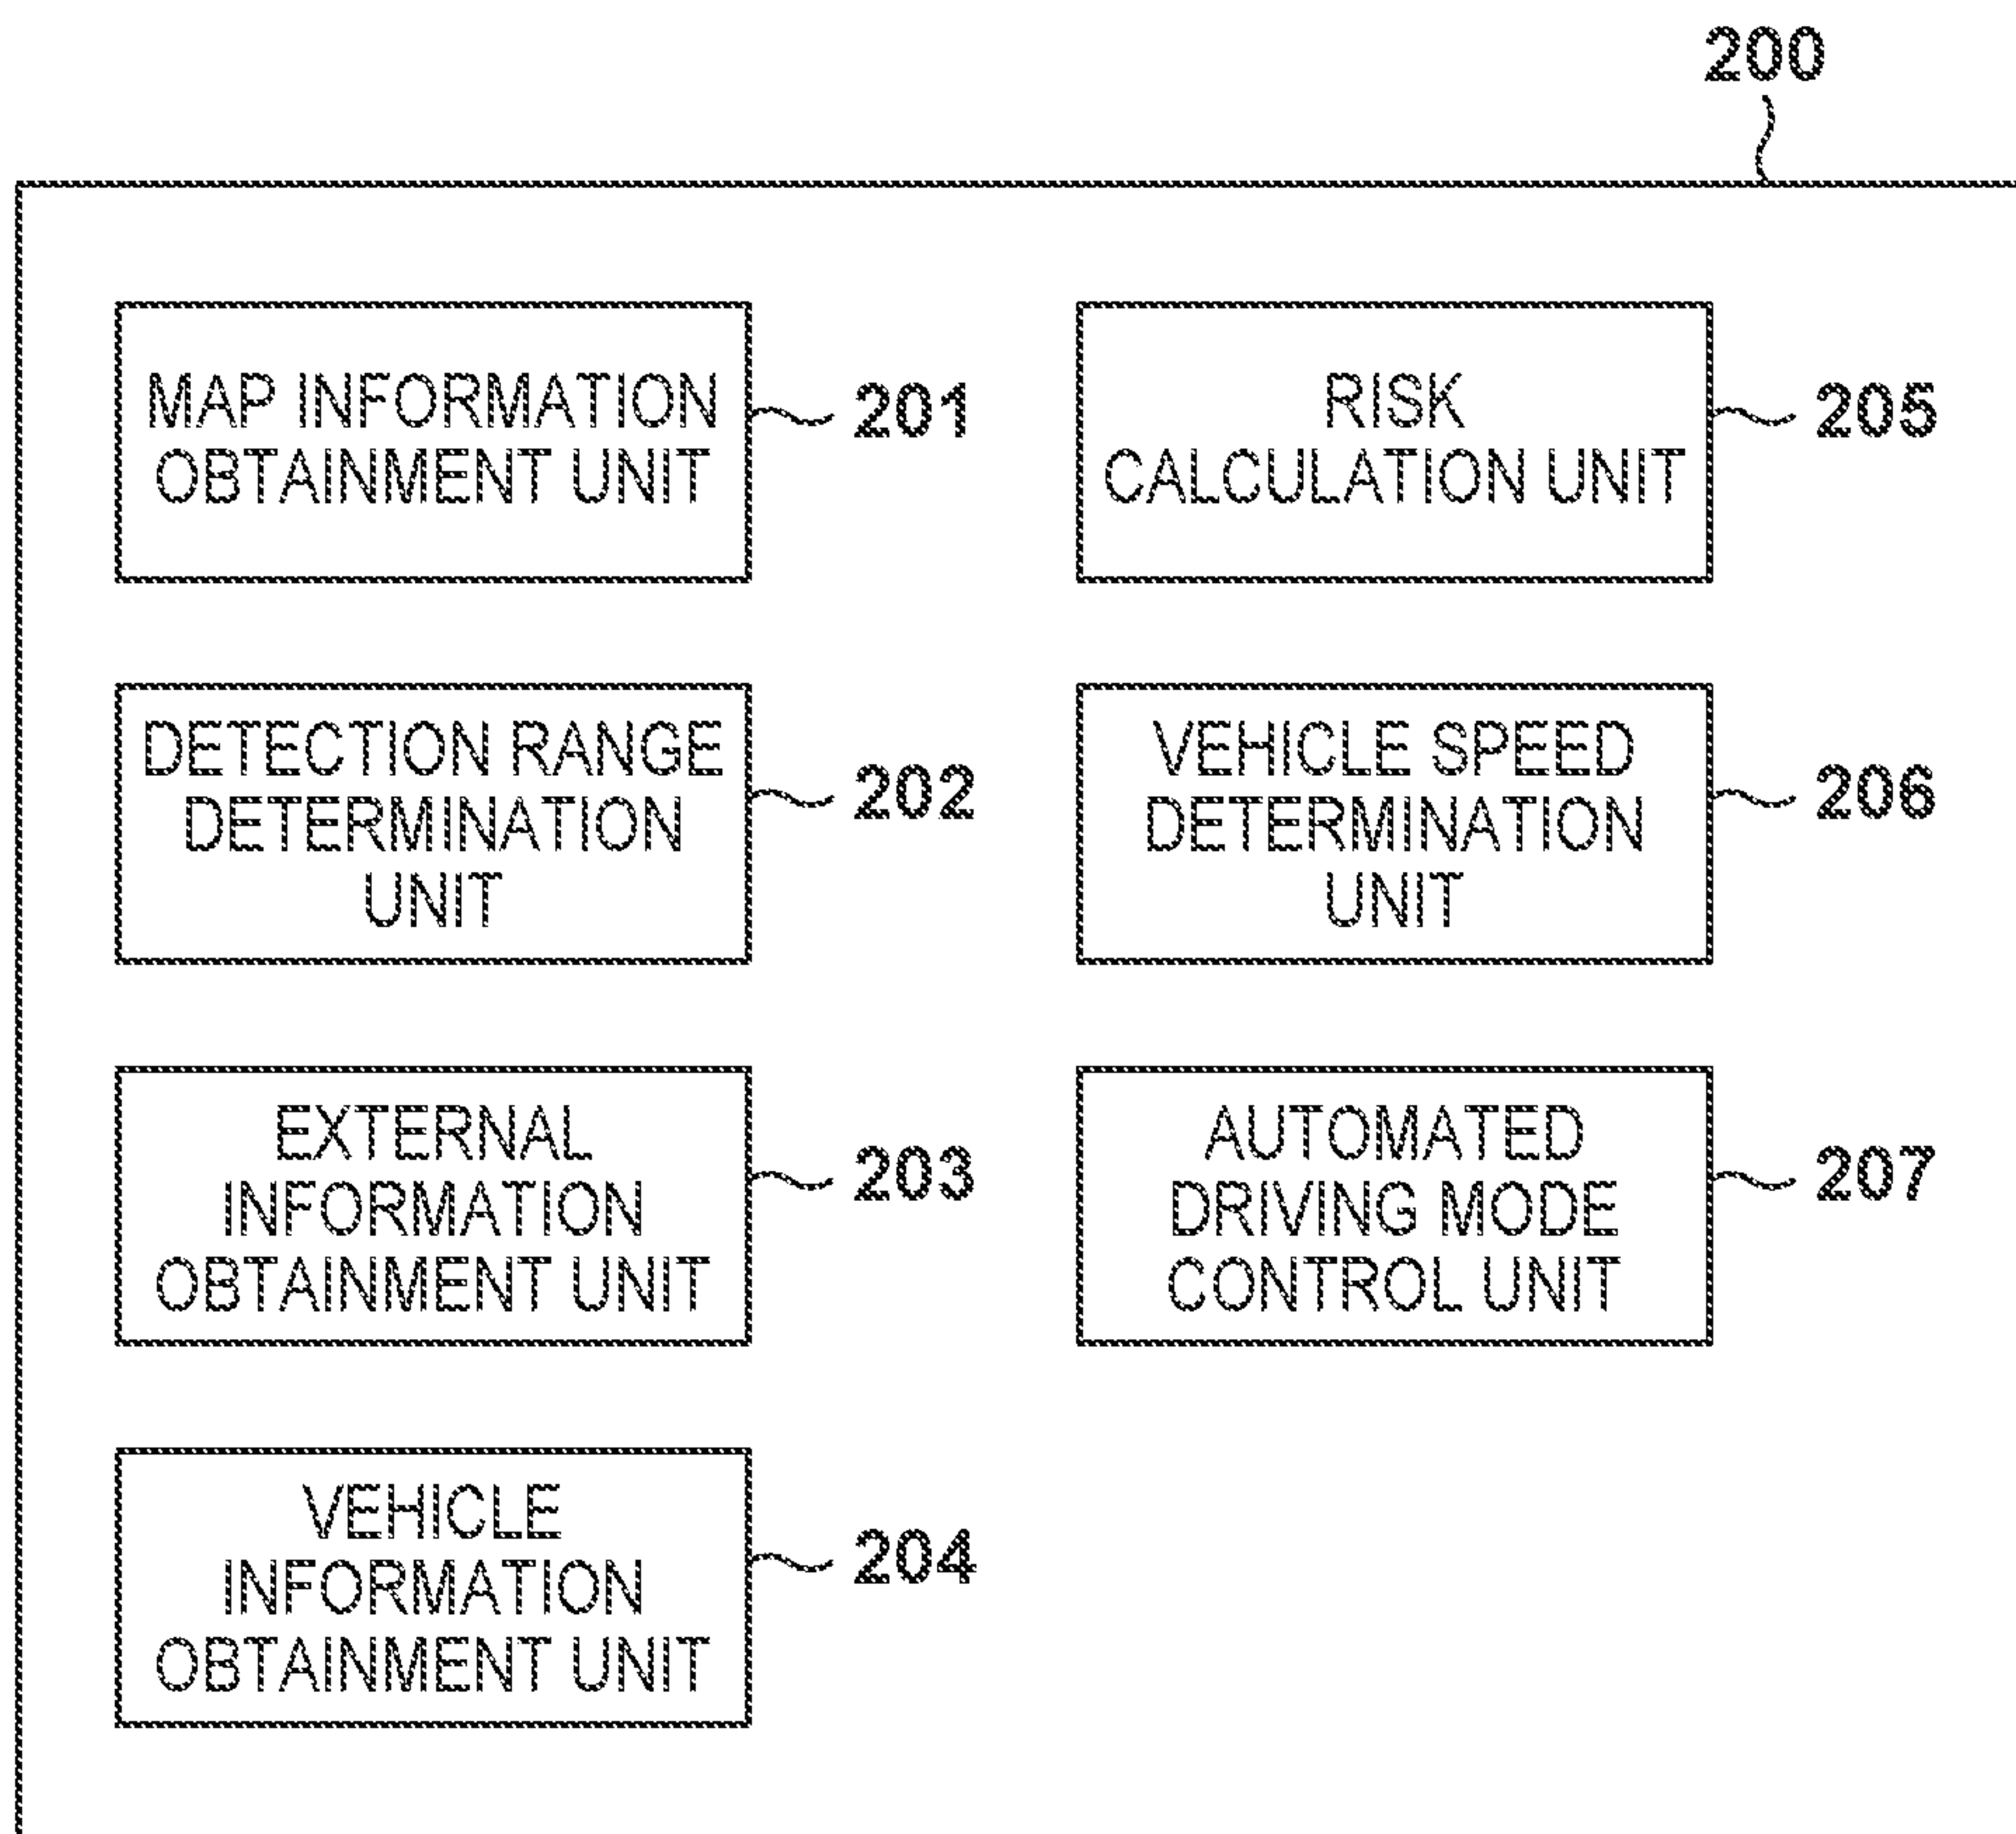 200
MAP INFORMATION
OBTAINMENT UNIT
201
DETECTION RANGE
DETERMINATION
UNIT
202
EXTERNAL
INFORMATION
OBTAINMENT UNIT
203
VEHICLE
INFORMATION
OBTAINMENT UNIT
204
RISK
CALCULATION UNIT
205
VEHICLE SPEED
DETERMINATION
UNIT
206
AUTOMATED
DRIVING MODE
CONTROL UNIT
207